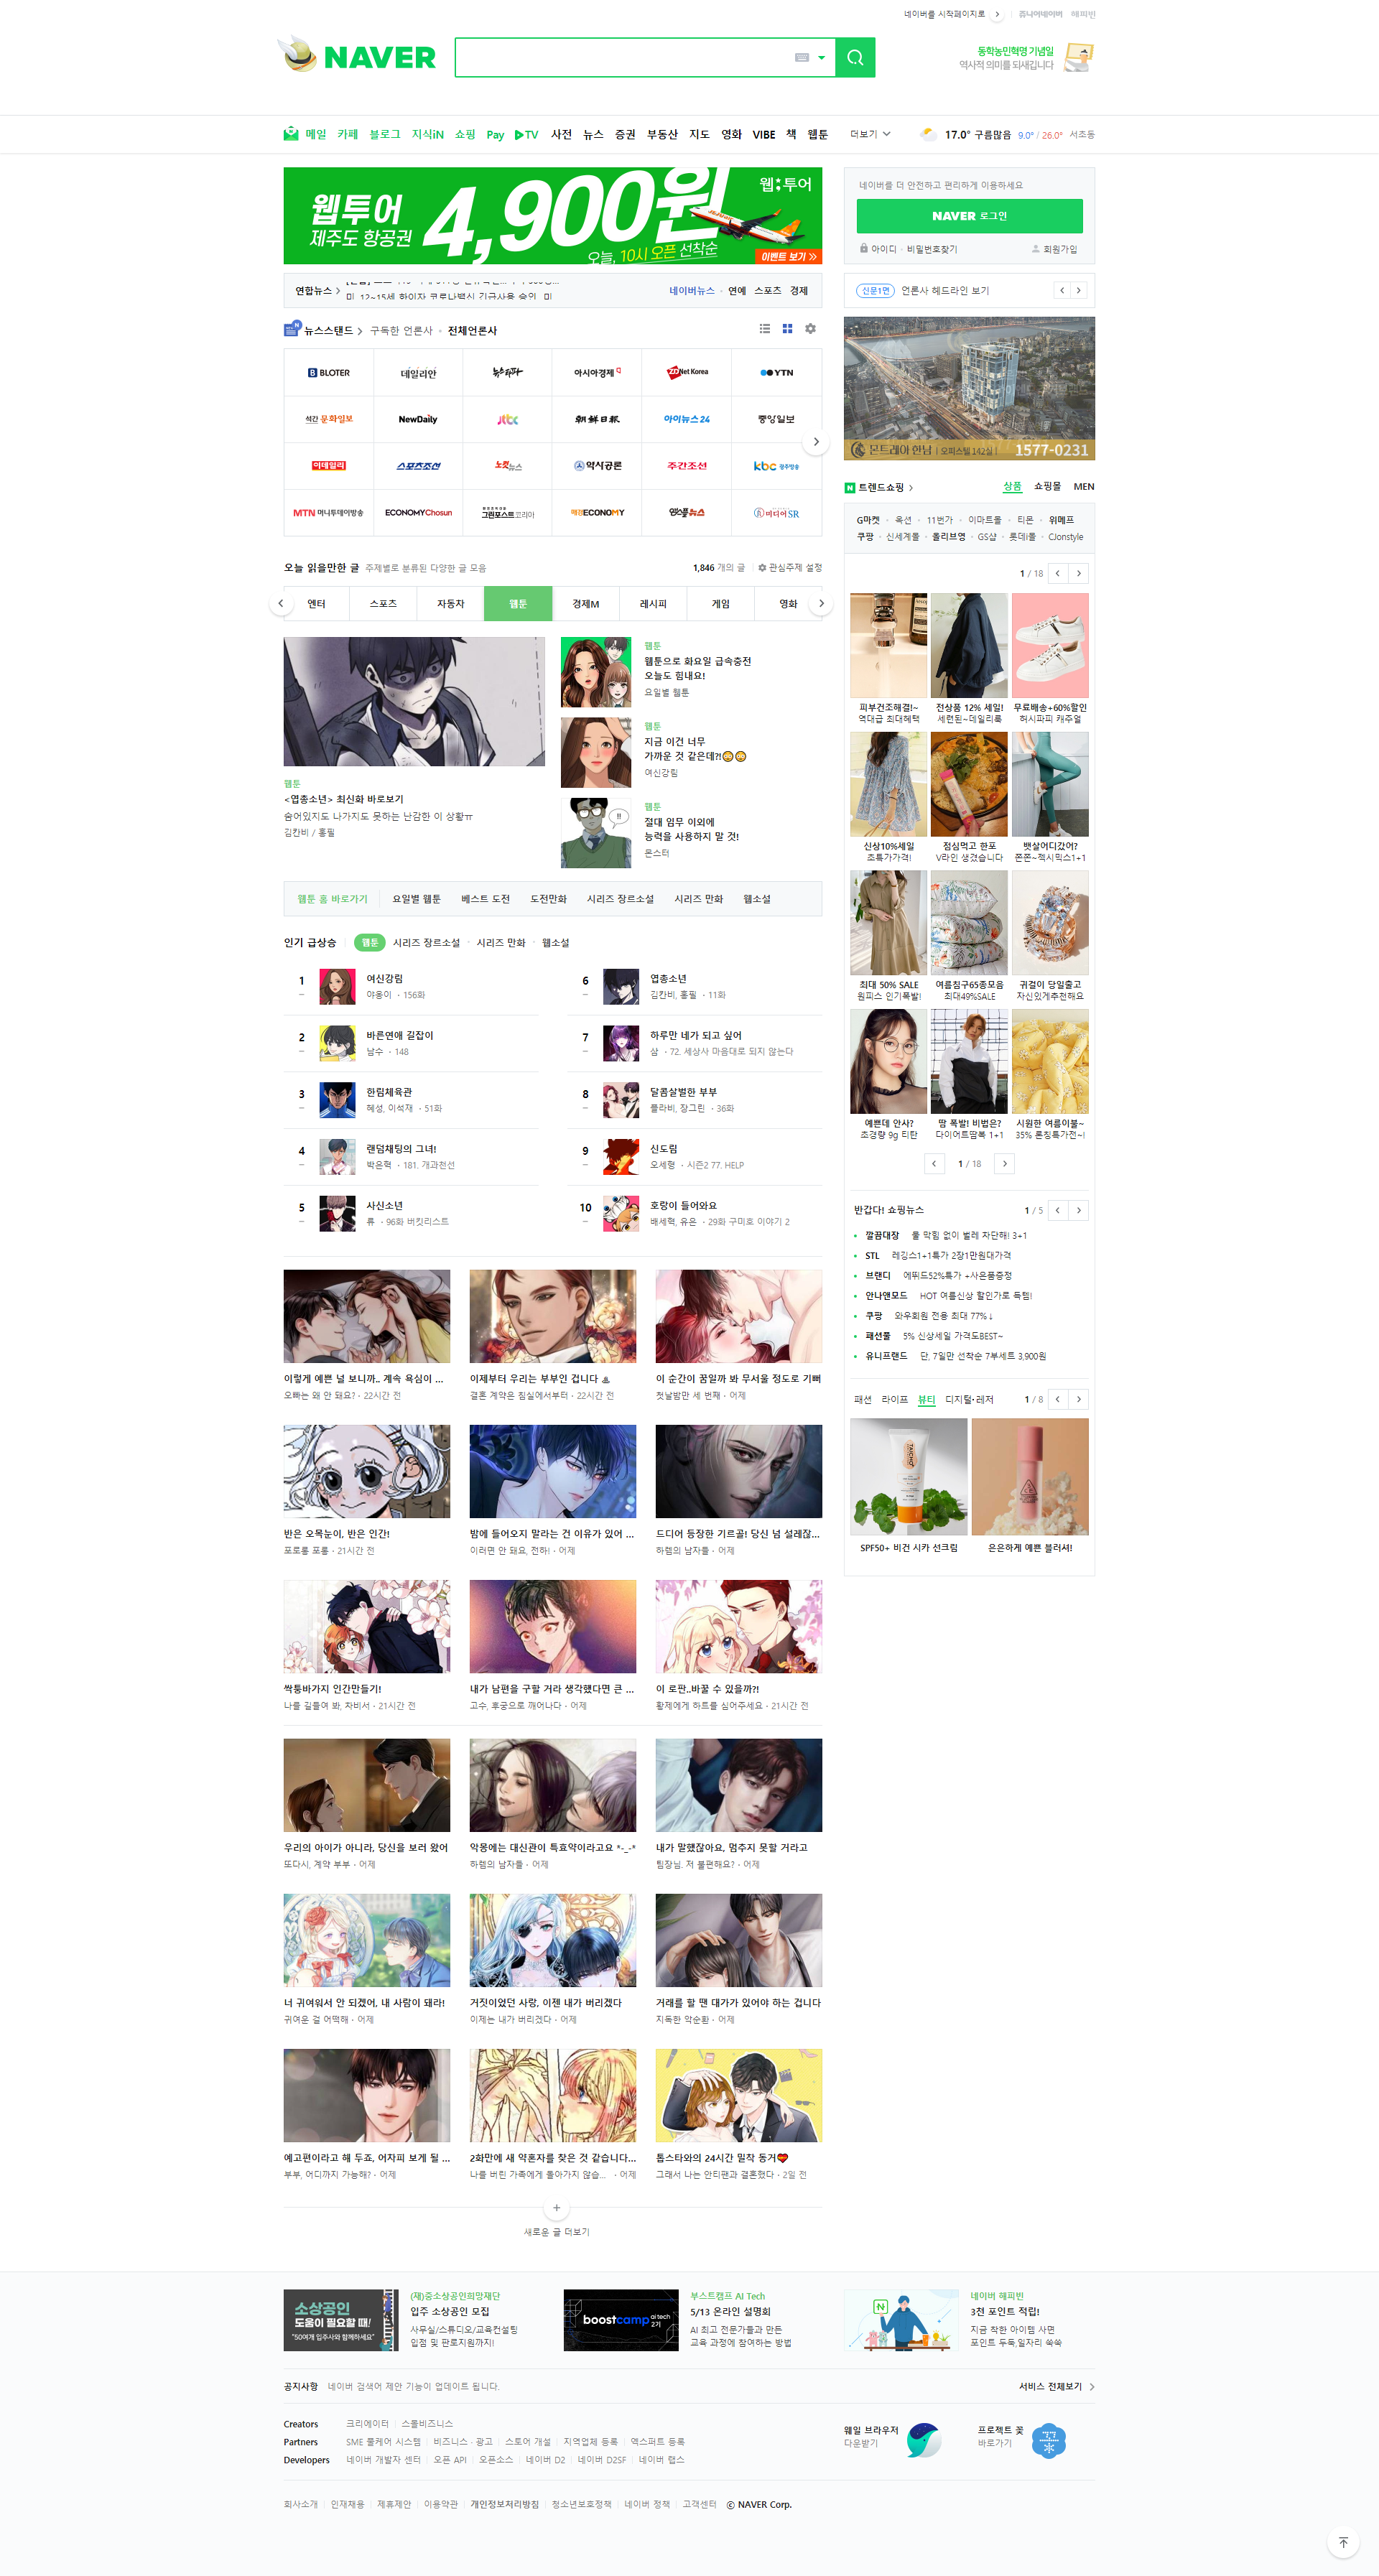 네이버를 시작페이지로
쥬니어네이버 해피빈
NAVER
동학농민혁명 기념일
역사적 의미를 되새깁니다
메일 카페 블로그 지식iN 쇼핑 Pay TV 사전 뉴스 증권 부동산 지도 영화 VIBE 책 웹툰 더보기
17.0° 구름많음 9.0° / 26.0° 서초동
웹투어
제주도 항공권
4,900원
웹투어
오늘, 10시 오픈 선착순
이벤트 보기
네이버를 더 안전하고 편리하게 이용하세요
NAVER 로그인
아이디 · 비밀번호찾기 회원가입
연합뉴스
미, 12~15세 화이자 코로나백신 긴급사용 승인
네이버뉴스 · 연예 스포츠 경제
신문1면 언론사 헤드라인 보기
뉴스스탠드 구독한 언론사 · 전체언론사
BLOTER 데일리안 뉴스타파 아시아경제 ZDNet Korea YTN
석간 문화일보 NewDaily jtbc 朝鮮日報 아이뉴스24 중앙일보
이데일리 스포츠조선 노컷뉴스 약사공론 주간조선 kbc 광주방송
MTN 머니투데이방송 ECONOMYChosun 그린포스트코리아 매경ECONOMY 엠스플뉴스 미디어SR
몬트레아 한남 | 오피스텔 142실 ! 1577-0231
트렌드쇼핑 상품 쇼핑몰 MEN
G마켓 · 옥션 · 11번가 · 이마트몰 · 티몬 · 위메프
쿠팡 · 신세계몰 · 올리브영 · GS샵 · 롯데i몰 · CJonstyle
1 / 18
오늘 읽을만한 글 주제별로 분류된 다양한 글 모음
1,846 개의 글 관심주제 설정
엔터 스포츠 자동차 웹툰 경제M 레시피 게임 영화
웹툰
<엽총소년> 최신화 바로보기
숨어있지도 나가지도 못하는 난감한 이 상황ㅠ
김칸비 / 홍필
웹툰
웹툰으로 화요일 급속충전
오늘도 힘내요!
요일별 웹툰
웹툰
지금 이건 너무
가까운 것 같은데?!
여신강림
웹툰
절대 임무 이외에
능력을 사용하지 말 것!
몬스터
피부건조해결!~
역대급 최대혜택
전상품 12% 세일!
세련된~데일리룩
무료배송+60%할인
허시파피 캐주얼
신상10%세일
초특가가격!
점심먹고 한포
V라인 생겼습니다
뱃살어디갔어?
쫀쫀~젝시믹스1+1
최대 50% SALE
원피스 인기폭발!
여름침구65종모음
최대49%SALE
귀걸이 당일출고
자신있게추천해요
예쁜데 안사?
초경량 9g 티탄
땀 폭발! 비법은?
다이어트땀복 1+1
시원한 여름이불~
35% 론칭특가전~!
1 / 18
웹툰 홈 바로가기 요일별 웹툰 베스트 도전 도전만화 시리즈 장르소설 시리즈 만화 웹소설
인기 급상승 웹툰 시리즈 장르소설 · 시리즈 만화 · 웹소설
1 여신강림
야옹이 · 156화
2 바른연애 길잡이
남수 · 148
3 한림체육관
혜성, 이석재 · 51화
4 랜덤채팅의 그녀!
박은혁 · 181. 개과천선
5 사신소년
류 · 96화 버킷리스트
6 엽총소년
김칸비, 홍필 · 11화
7 하루만 네가 되고 싶어
삼 · 72. 세상사 마음대로 되지 않는다
8 달콤살벌한 부부
플라비, 장그린 · 36화
9 신도림
오세형 · 시즌2 77. HELP
10 호랑이 들어와요
배세혁, 유은 · 29화 구미호 이야기 2
반갑다! 쇼핑뉴스 1 / 5
깔끔대장 물 막힘 없이 벌레 차단해! 3+1
STL 레깅스1+1특가 2장1만원대가격
브랜디 에뛰드52%특가 +사은품증정
안나앤모드 HOT 여름신상 할인가로 득템!
쿠팡 와우회원 전용 최대 77%↓
패션풀 5% 신상세일 가격도BEST~
유니프랜드 단, 7일만 선착순 7부세트 3,900원
패션 라이프 뷰티 디지털·레저 1 / 8
SPF50+ 비건 시카 선크림
은은하게 예쁜 블러셔!
이렇게 예쁜 널 보니까.. 계속 욕심이 ...
오빠는 왜 안 돼요? · 22시간 전
이제부터 우리는 부부인 겁니다
결혼 계약은 침실에서부터 · 22시간 전
이 순간이 꿈일까 봐 무서울 정도로 기뻐
첫날밤만 세 번째 · 어제
반은 오목눈이, 반은 인간!
포로롱 포롱 · 21시간 전
밤에 들어오지 말라는 건 이유가 있어 ...
이러면 안 돼요, 전하! · 어제
드디어 등장한 기르골! 당신 넘 설레잖...
하렘의 남자들 · 어제
싹퉁바가지 인간만들기!
나를 길들여 봐, 자비서 · 21시간 전
내가 남편을 구할 거라 생각했다면 큰 ...
고수, 후궁으로 깨어나다 · 어제
이 로판..바꿀 수 있을까?!
황제에게 하트를 심어주세요 · 21시간 전
우리의 아이가 아니라, 당신을 보러 왔어
또다시, 계약 부부 · 어제
악몽에는 대신관이 특효약이라고요 *-_-*
하렘의 남자들 · 어제
내가 말했잖아요, 멈추지 못할 거라고
팀장님. 저 불편해요? · 어제
너 귀여워서 안 되겠어, 내 사람이 돼라!
귀여운 걸 어떡해 · 어제
거짓이었던 사랑, 이젠 내가 버리겠다
이제는 내가 버리겠다 · 어제
거래를 할 땐 대가가 있어야 하는 겁니다
지독한 악순환 · 어제
예고편이라고 해 두죠, 어차피 보게 될 ...
부부, 어디까지 가능해? · 어제
2화만에 새 약혼자를 찾은 것 같습니다...
나를 버린 가족에게 돌아가지 않습... · 어제
톱스타와의 24시간 밀착 동거
그래서 나는 안티팬과 결혼했다 · 2일 전
새로운 글 더보기
소상공인
도움이 필요할 때!
"50여개 입주사와 함께하세요"
(재)중소상공인희망재단
입주 소상공인 모집
사무실/스튜디오/교육컨설팅
입점 및 판로지원까지!
boostcamp ai tech 2기
부스트캠프 AI Tech
5/13 온라인 설명회
AI 최고 전문가들과 만든
교육 과정에 참여하는 방법
네이버 해피빈
3천 포인트 적립!
지금 착한 아이템 사면
포인트 두둑,일자리 쑥쑥
공지사항 네이버 검색어 제안 기능이 업데이트 됩니다.
서비스 전체보기
Creators 크리에이터 스몰비즈니스
Partners SME 풀케어 시스템 비즈니스 · 광고 스토어 개설 지역업체 등록 엑스퍼트 등록
Developers 네이버 개발자 센터 오픈 API 오픈소스 네이버 D2 네이버 D2SF 네이버 랩스
웨일 브라우저
다운받기
프로젝트 꽃
바로가기
회사소개 인재채용 제휴제안 이용약관 개인정보처리방침 청소년보호정책 네이버 정책 고객센터 ⓒ NAVER Corp.